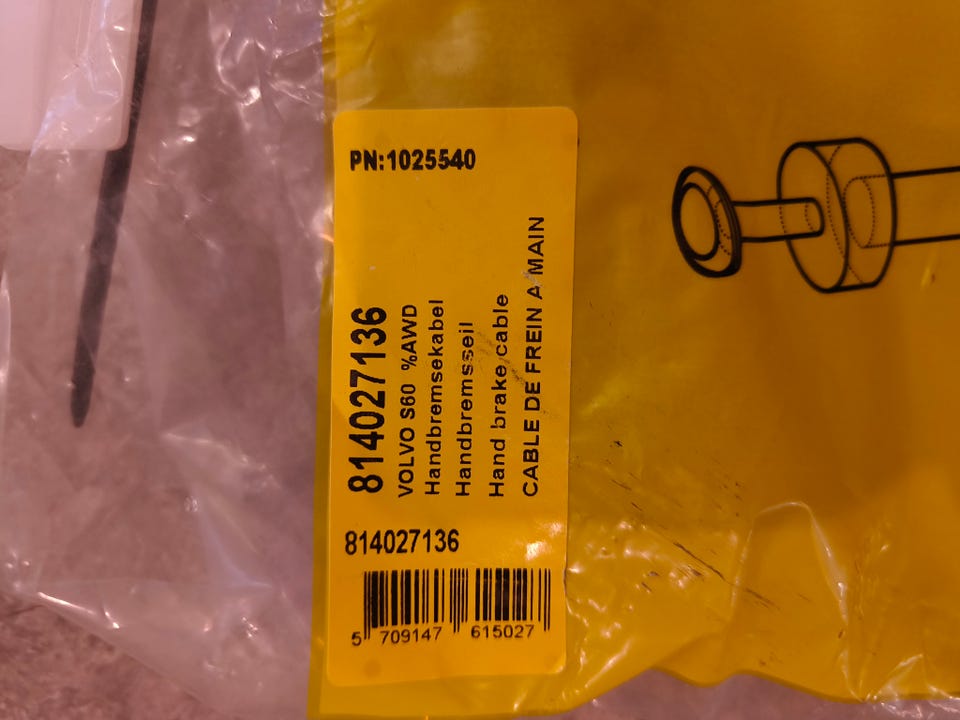 PN:1025540
814027136
VOLVO S60 %AWD
Handbremsekabel
Handbremsseil
Hand brake cable
CABLE DE FREIN A MAIN
814027136
5 709147 615027